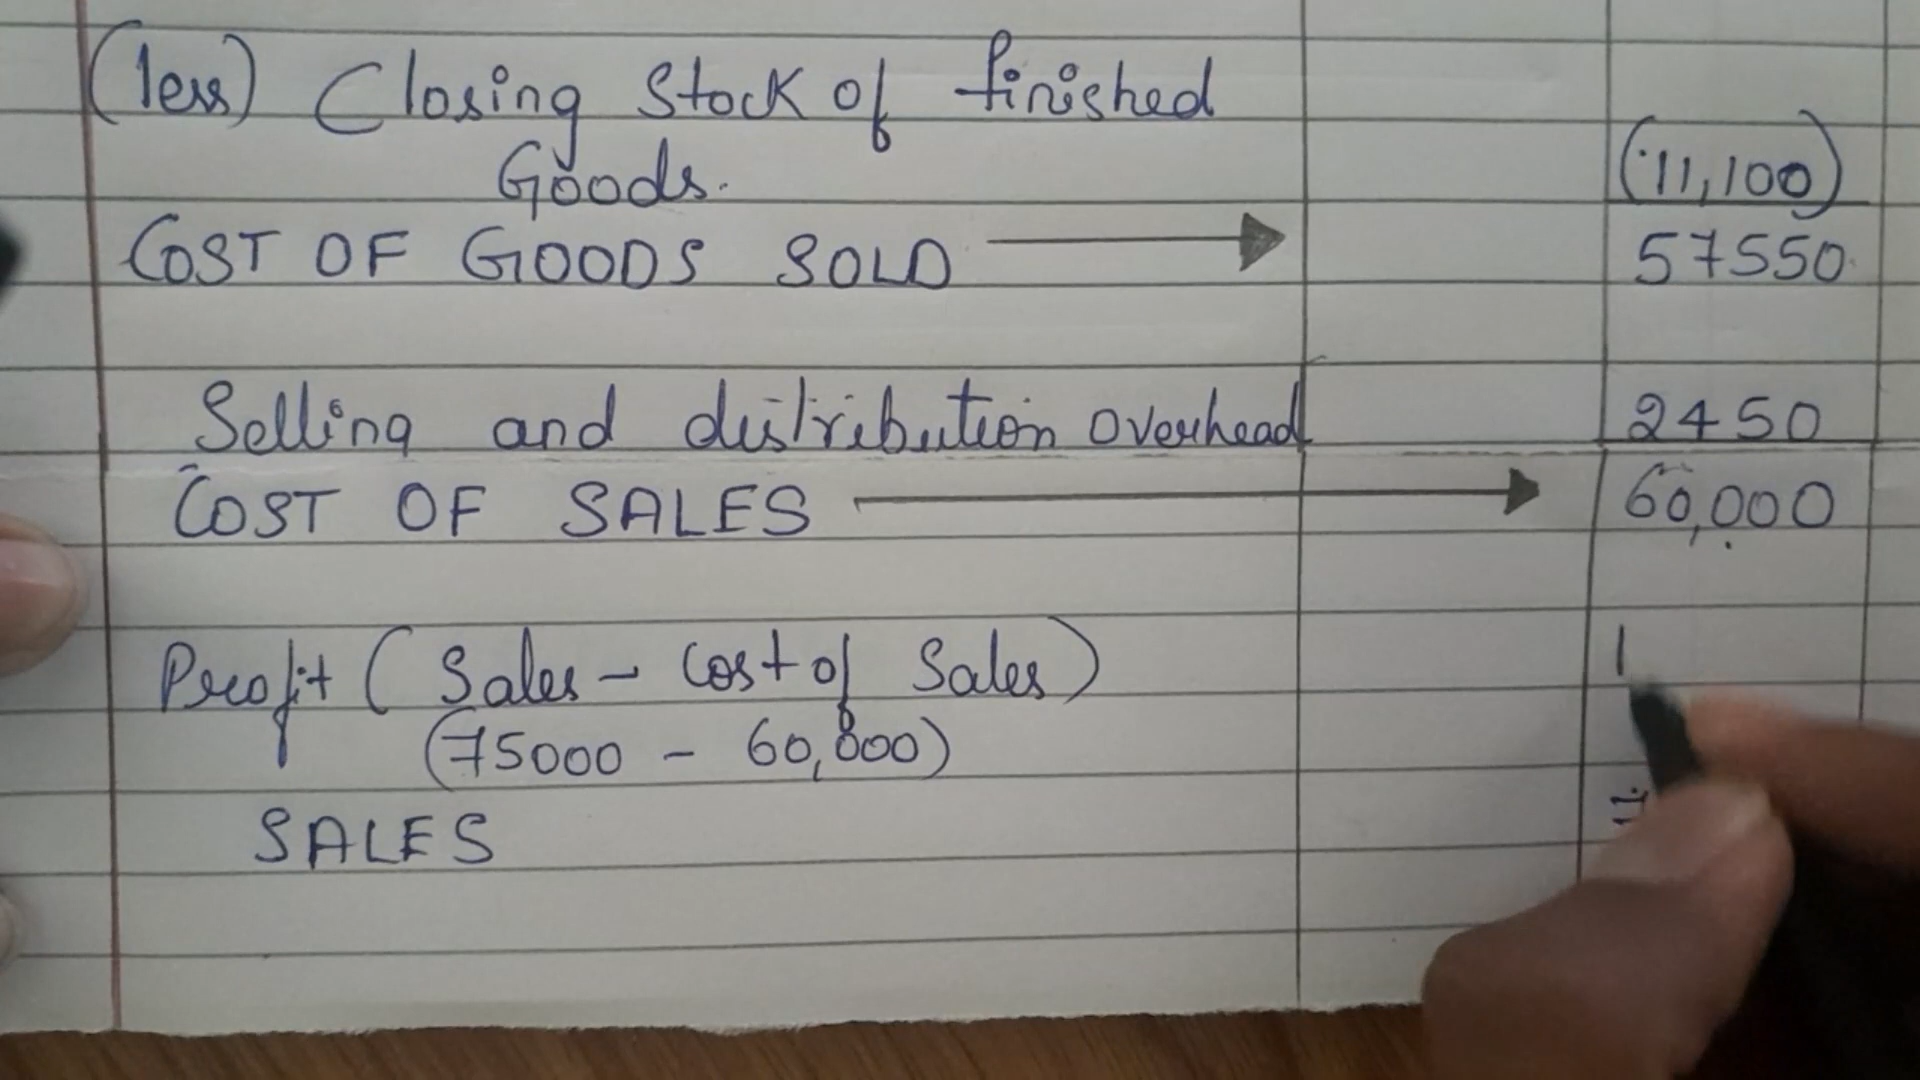 (less) Closing Stock of finished
Goods. (11,100)
COST OF GOODS SOLD 57550
Selling and distribution overhead 2450
COST OF SALES 60,000
Profit (Sales - Cost of Sales) 1
(75000 - 60,000)
SALES